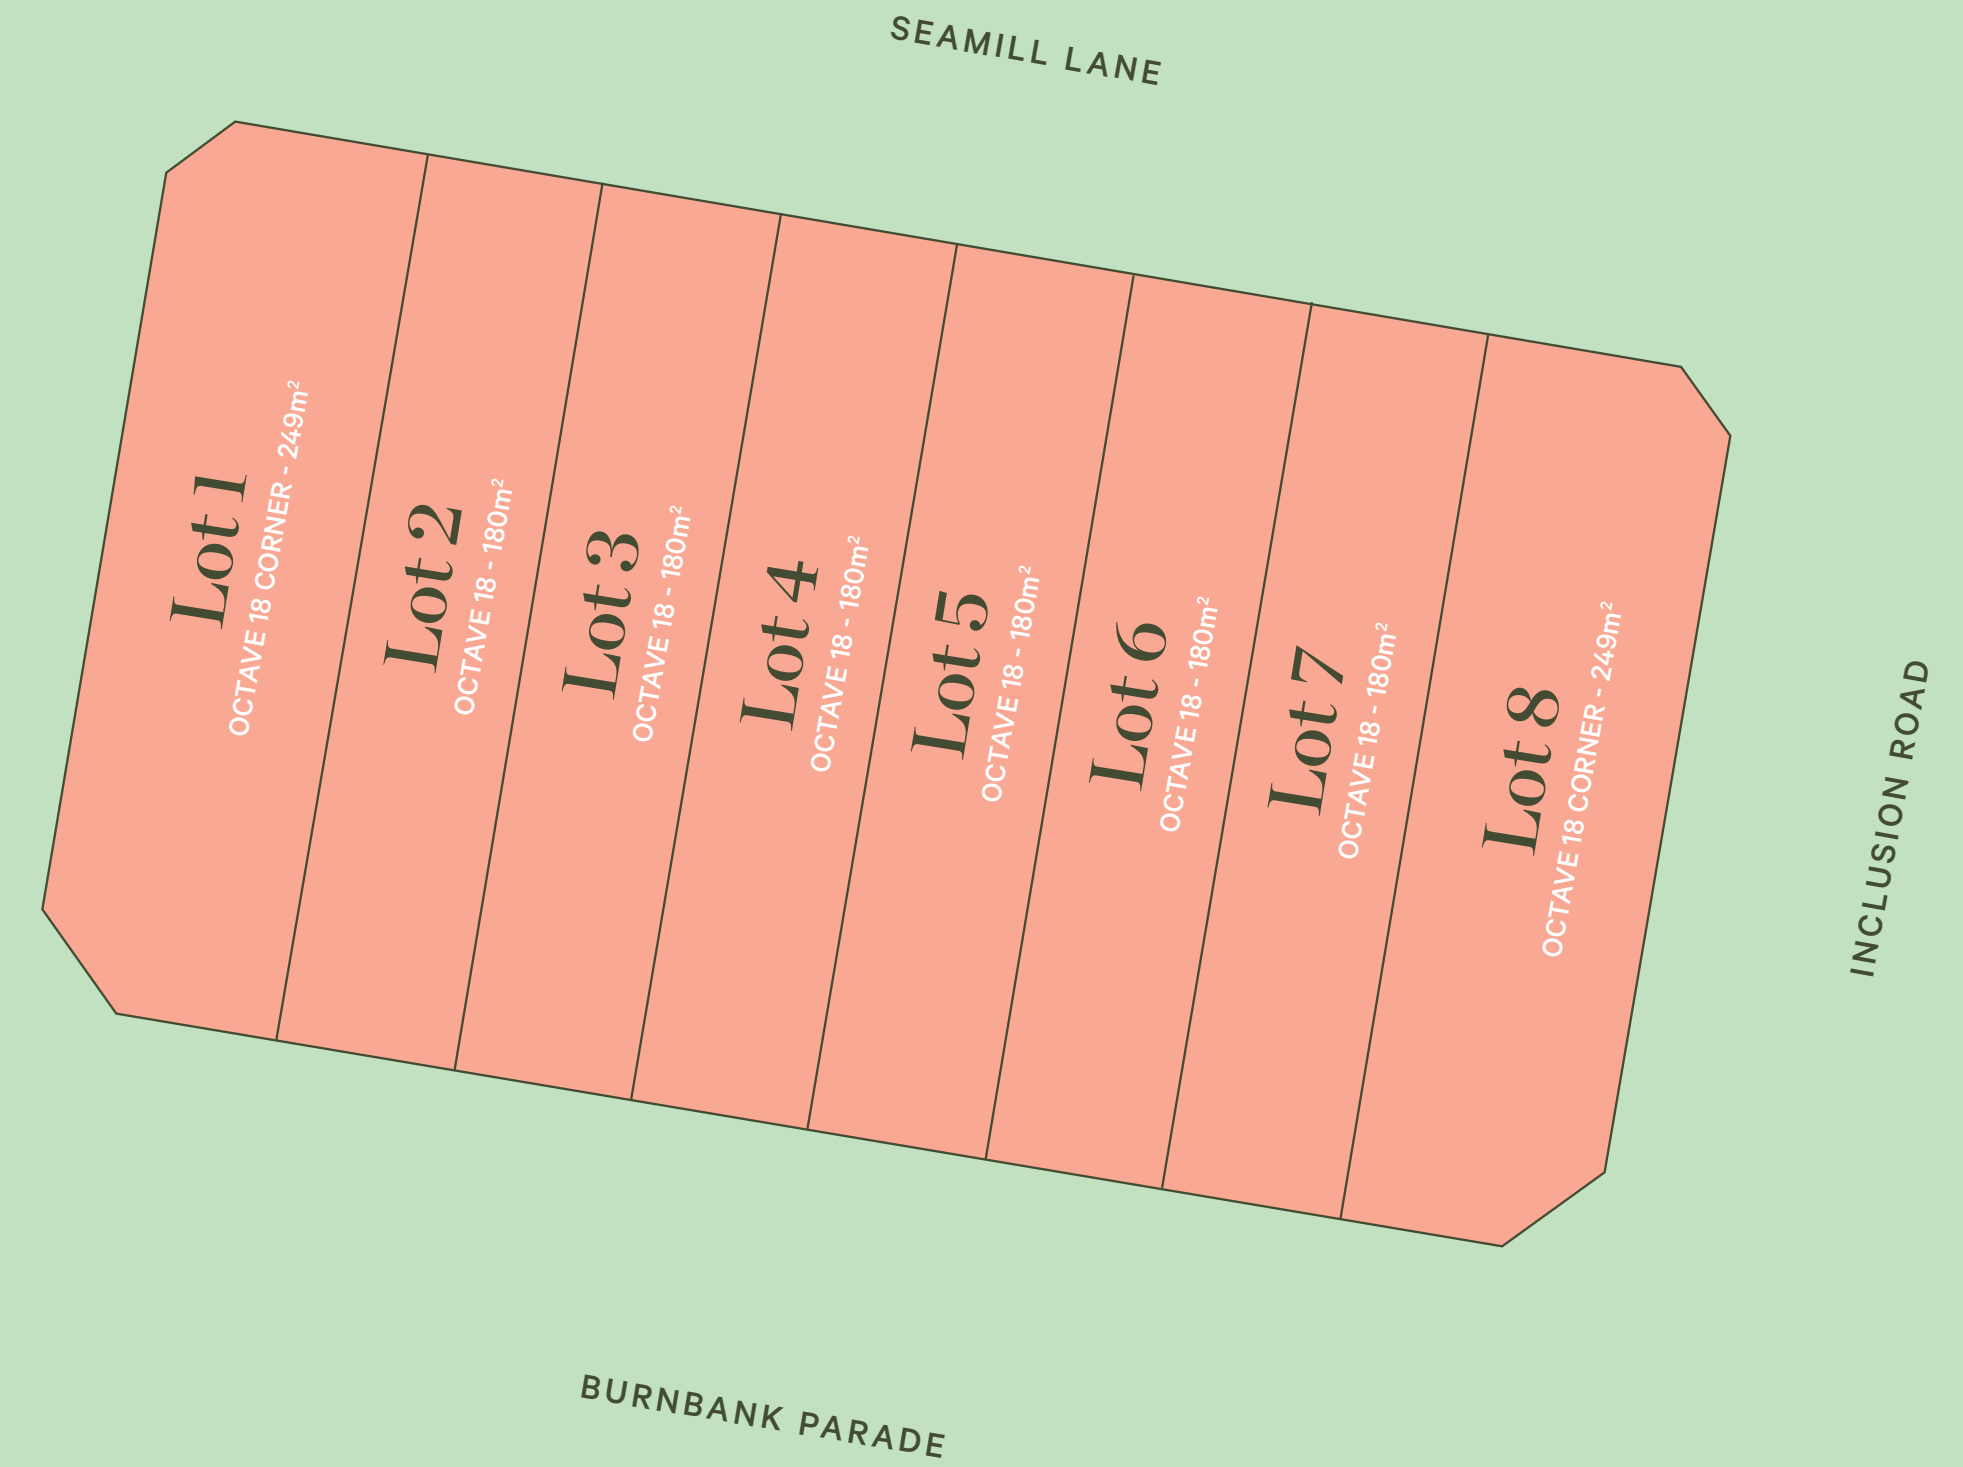 SEAMILL LANE
Lot 1
OCTAVE 18 CORNER - 249m²
Lot 2
OCTAVE 18 - 180m²
Lot 3
OCTAVE 18 - 180m²
Lot 4
OCTAVE 18 - 180m²
Lot 5
OCTAVE 18 - 180m²
Lot 6
OCTAVE 18 - 180m²
Lot 7
OCTAVE 18 - 180m²
Lot 8
OCTAVE 18 CORNER - 249m²
INCLUSION ROAD
BURNBANK PARADE